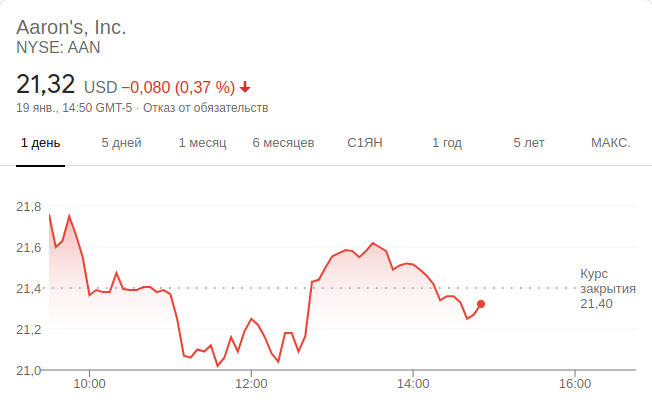 Aaron's, Inc.
NYSE: AAN
21,32 USD −0,080 (0,37 %)
19 янв., 14:50 GMT-5 · Отказ от обязательств
1 день 5 дней 1 месяц 6 месяцев С1ЯН 1 год 5 лет МАКС.
21,8
21,6
21,4
21,2
21,0
Курс
закрытия
21,40
10:00 12:00 14:00 16:00